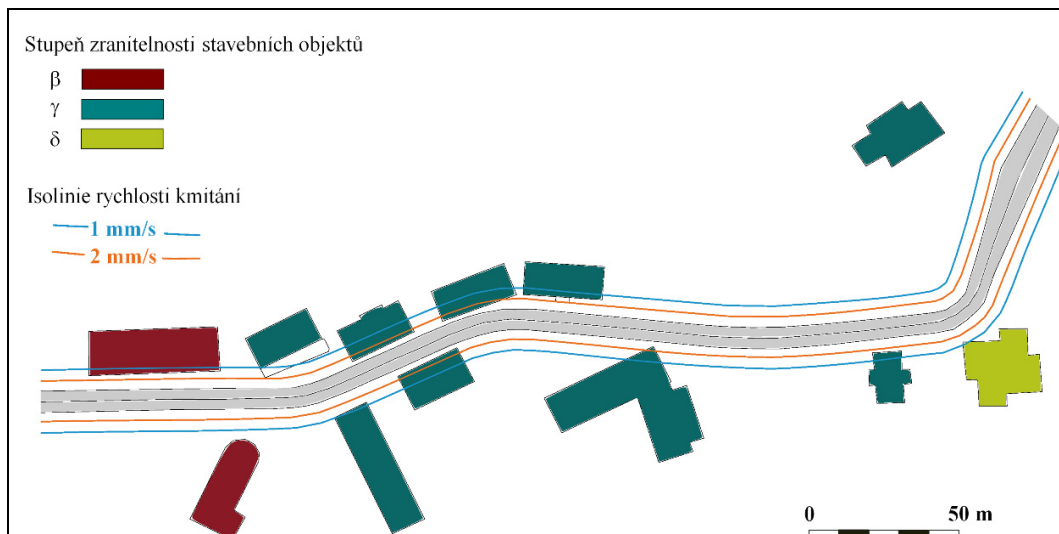 Stupeň zranitelnosti stavebních objektů
β
γ
δ
Isolinie rychlosti kmitání
1 mm/s
2 mm/s
0 50 m